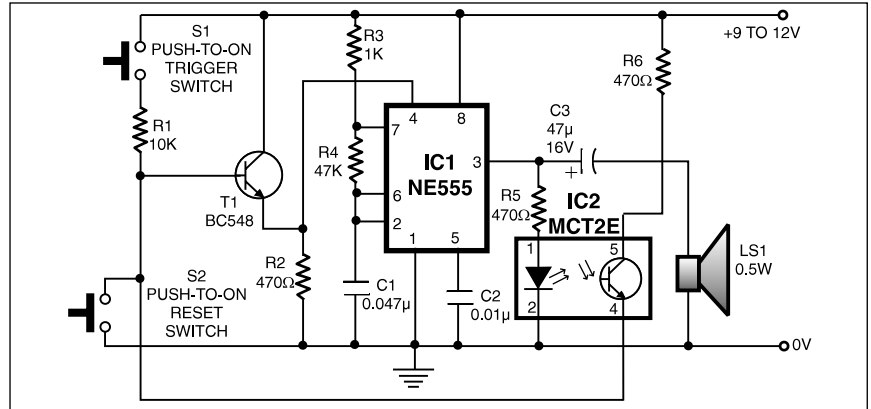 S1
PUSH-TO-ON
TRIGGER
SWITCH
R1
10K
T1
BC548
S2
PUSH-TO-ON
RESET
SWITCH
R2
470Ω
R3
1K
R4
47K
C1
0.047µ
4
8
7
6
2
1
5
3
IC1
NE555
C2
0.01µ
C3
47µ
16V
+
R5
470Ω
IC2
MCT2E
1
2
5
4
R6
470Ω
+9 TO 12V
LS1
0.5W
0V